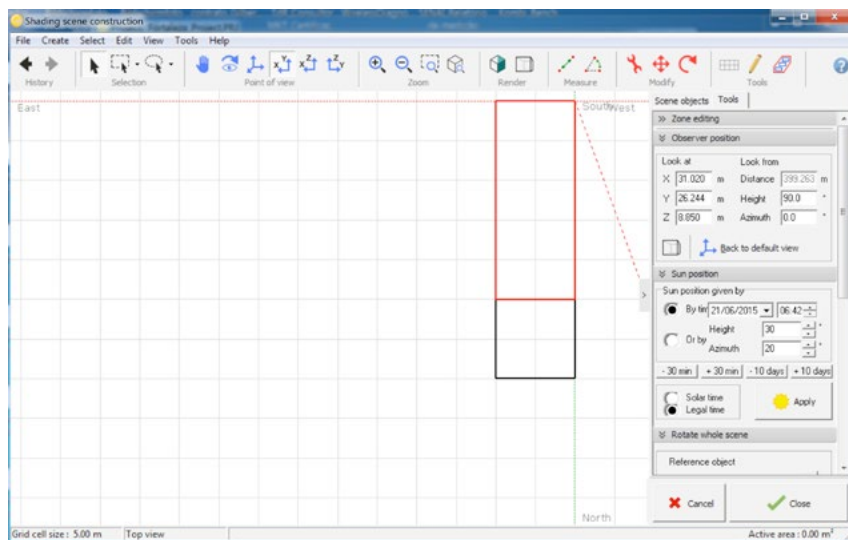 Shading scene construction
File Create Select Edit View Tools Help
History Selection Point of view Zoom Render Measure Modify Tools
Scene objects Tools
East
South
West
Zone editing
Observer position
Look at Look from
X 31.020 m Distance 399.263 m
Y 26.244 m Height 90.0 °
Z 8.850 m Azimuth 0.0 °
Back to default view
Sun position
Sun position given by
By tim 21/06/2015 06:42
Or by Height 30 °
Azimuth 20 °
- 30 min + 30 min - 10 days + 10 days
Solar time
Legal time
Apply
Rotate whole scene
Reference object
Cancel Close
North
Grid cell size : 5.00 m Top view Active area : 0.00 m²